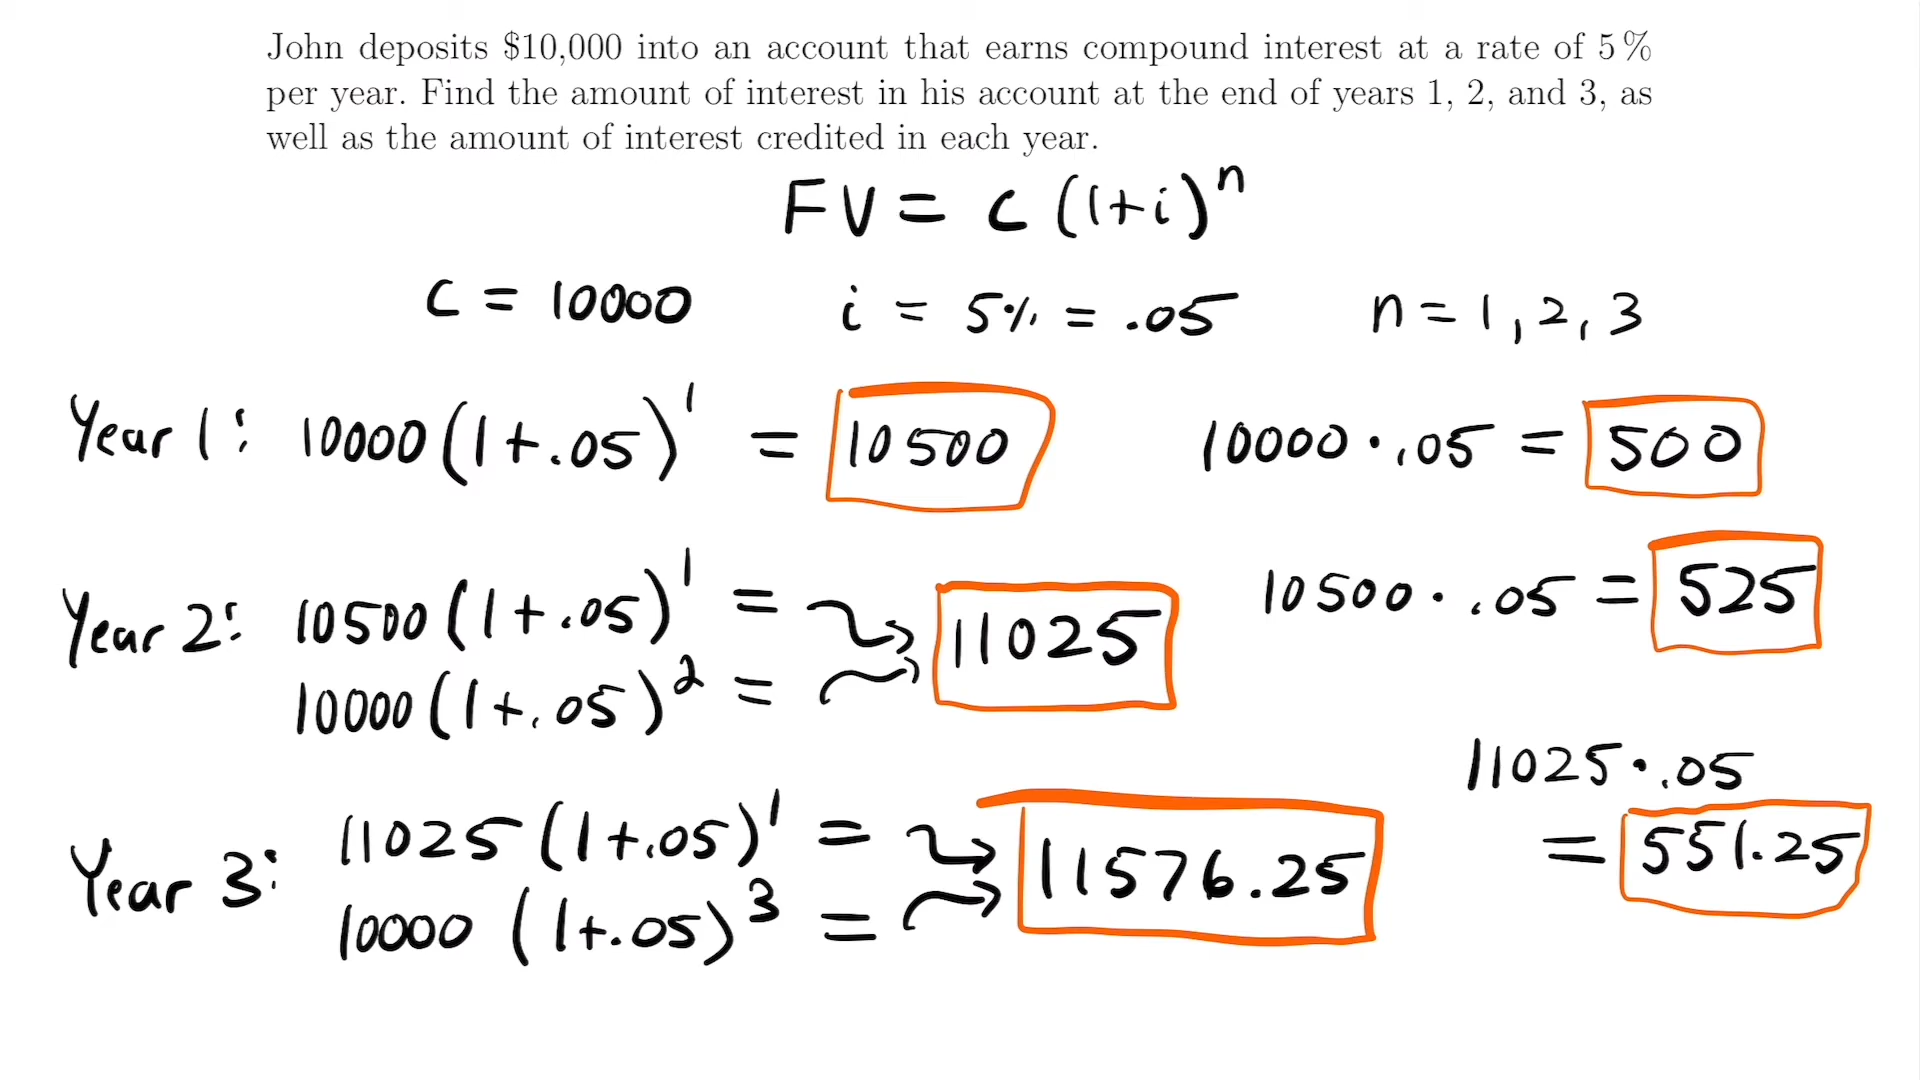 John deposits $10,000 into an account that earns compound interest at a rate of 5%
per year. Find the amount of interest in his account at the end of years 1, 2, and 3, as
well as the amount of interest credited in each year.
FV = C (1+i)^n
C = 10000 i = 5% = .05 n = 1, 2, 3
Year 1: 10000 (1+.05)^1 = 10500 10000 · .05 = 500
Year 2: 10500 (1+.05)^1 = 11025 10500 · .05 = 525
10000 (1+.05)^2 =
Year 3: 11025 (1+.05)^1 = 11576.25 11025 · .05
10000 (1+.05)^3 = = 551.25